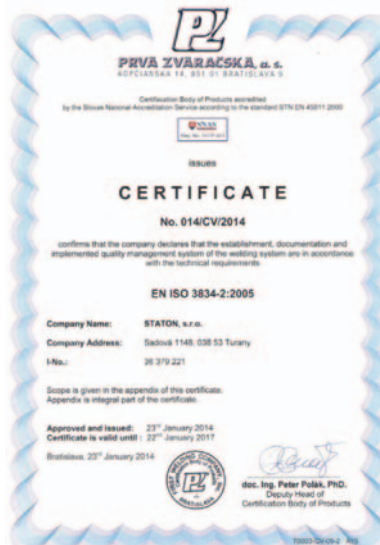 PRVÁ ZVÁRAČSKÁ, a. s.
KOPČIANSKA 14, 851 01 BRATISLAVA 5
Certification Body of Products accredited
by the Slovak National Accreditation Service according to the standard STN EN 45011:2000
SNAS
issues
CERTIFICATE
No. 014/CV/2014
confirms that the company declares that the establishment, documentation and
implemented quality management system of the welding system are in accordance
with the technical requirements
EN ISO 3834-2:2005
Company Name: STATON, s.r.o.
Company Address: Sadová 1148, 038 53 Turany
I-No.: 36 379 221
Scope is given in the appendix of this certificate.
Appendix is integral part of the certificate.
Approved and issued: 23rd January 2014
Certificate is valid until : 22nd January 2017
Bratislava, 23rd January 2014
doc. Ing. Peter Polák, PhD.
Deputy Head of
Certification Body of Products